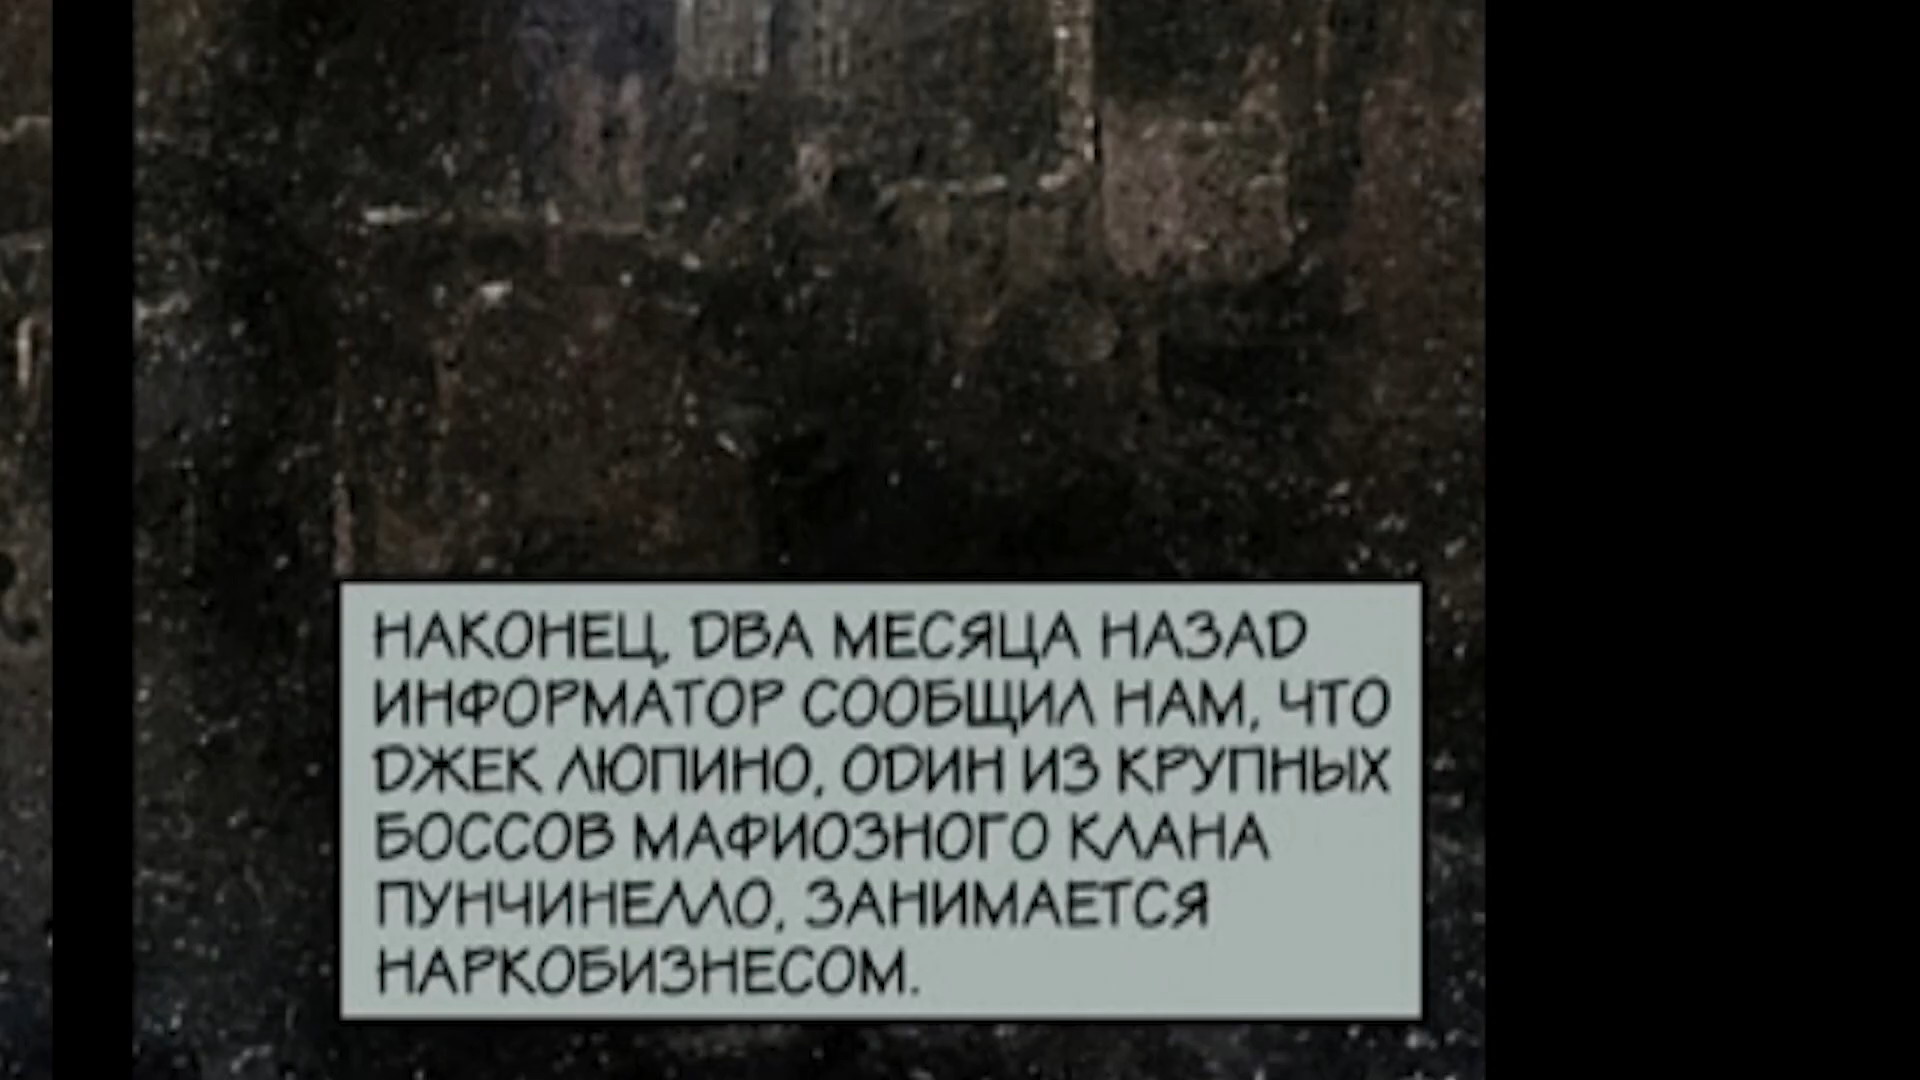 НАКОНЕЦ, ДВА МЕСЯЦА НАЗАД
ИНФОРМАТОР СООБЩИЛ НАМ, ЧТО
ДЖЕК ЛЮПИНО, ОДИН ИЗ КРУПНЫХ
БОССОВ МАФИОЗНОГО КЛАНА
ПУНЧИНЕЛЛО, ЗАНИМАЕТСЯ
НАРКОБИЗНЕСОМ.